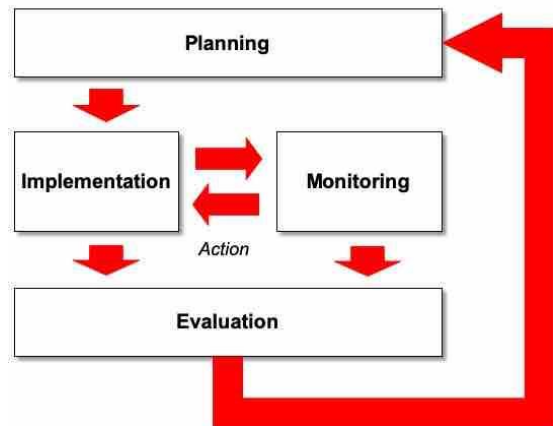 Planning
Implementation
Monitoring
Action
Evaluation